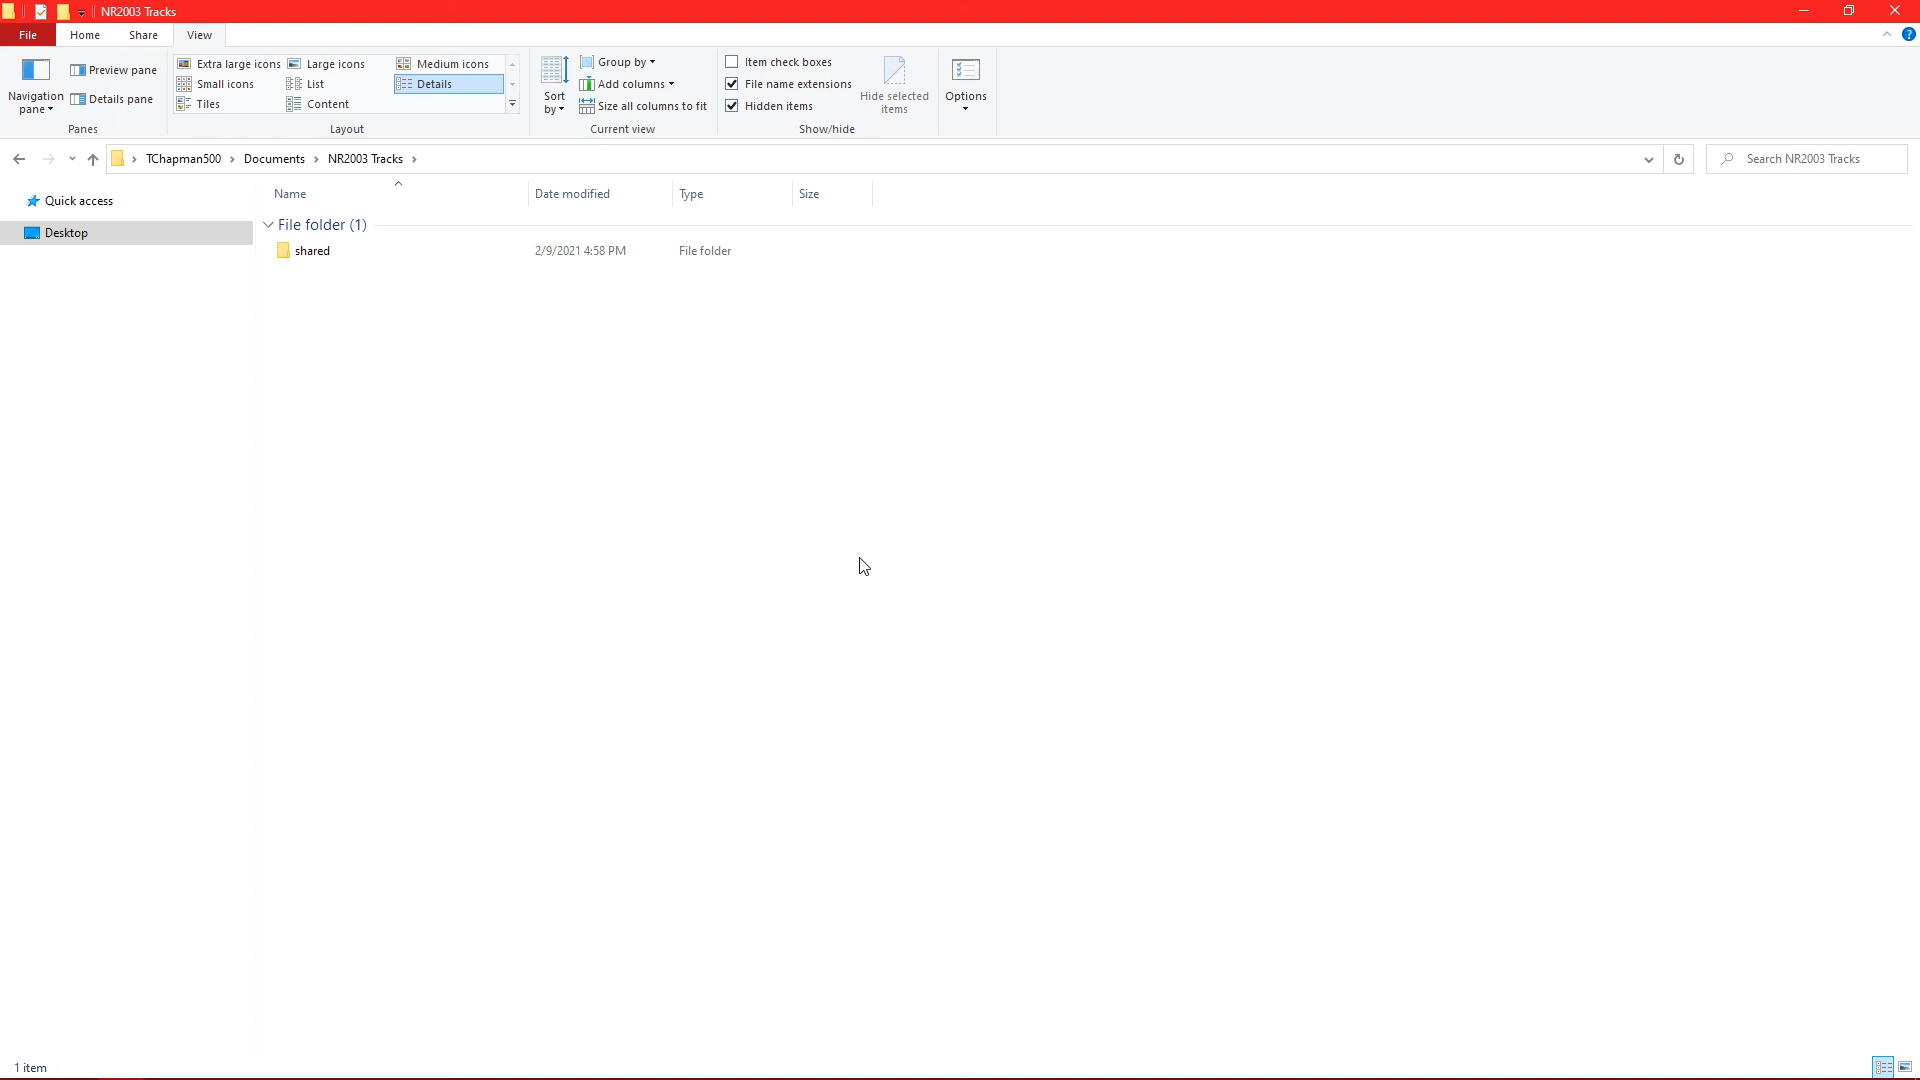 NR2003 Tracks
File Home Share View
Navigation pane Preview pane Details pane
Extra large icons Large icons Medium icons
Small icons List Details
Tiles Content
Sort by Group by Add columns Size all columns to fit
Item check boxes
File name extensions
Hidden items
Hide selected items
Options
Panes Layout Current view Show/hide
TChapman500 Documents NR2003 Tracks Search NR2003 Tracks
Quick access
Desktop
Name Date modified Type Size
File folder (1)
shared 2/9/2021 4:58 PM File folder
1 item